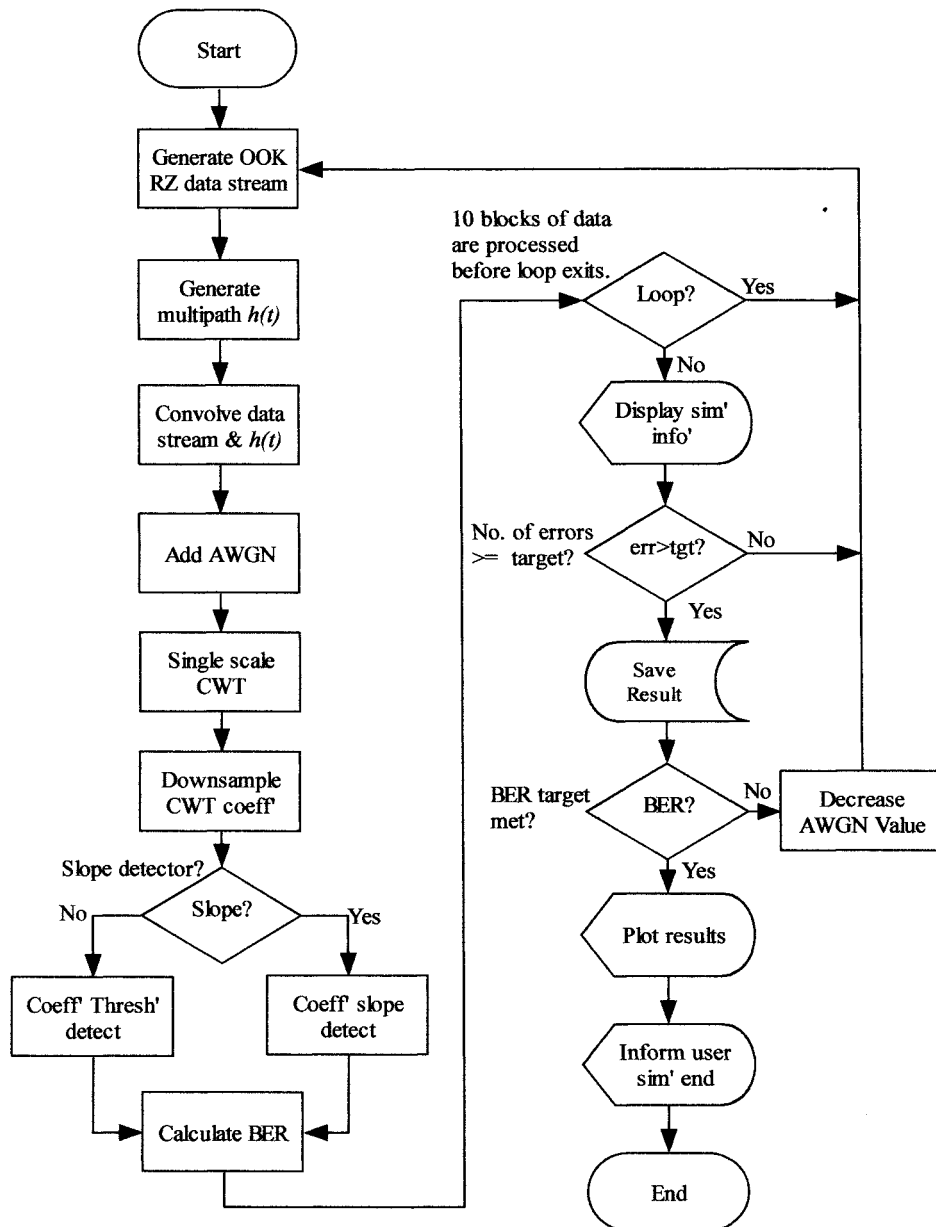 Start
Generate OOK
RZ data stream
Generate
multipath h(t)
Convolve data
stream & h(t)
Add AWGN
Single scale
CWT
Downsample
CWT coeff'
Slope detector?
Slope?
No
Yes
Coeff' Thresh'
detect
Coeff' slope
detect
Calculate BER
10 blocks of data
are processed
before loop exits.
Loop?
Yes
No
Display sim'
info'
No. of errors
>= target?
err>tgt?
No
Yes
Save
Result
BER target
met?
BER?
No
Decrease
AWGN Value
Yes
Plot results
Inform user
sim' end
End